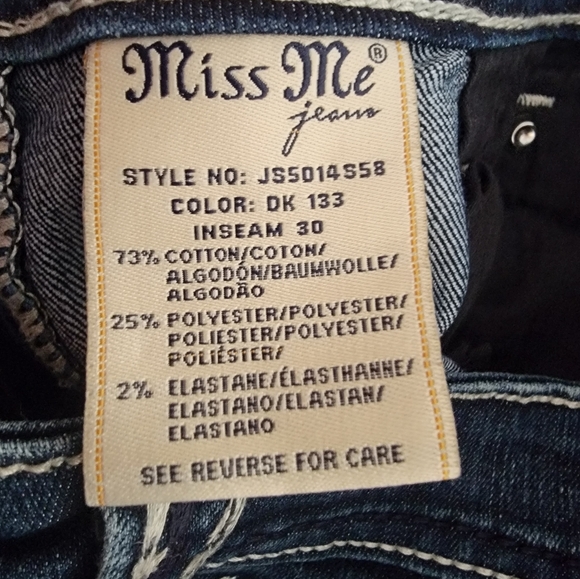 Miss Me®
jeans
STYLE NO: JS5014S58
COLOR: DK 133
INSEAM 30
73% COTTON/COTON/
ALGODÓN/BAUMWOLLE/
ALGODÃO
25% POLYESTER/POLYESTER/
POLIESTER/POLYESTER/
POLIÉSTER/
2% ELASTANE/ÉLASTHANNE/
ELASTANO/ELASTAN/
ELASTANO
SEE REVERSE FOR CARE